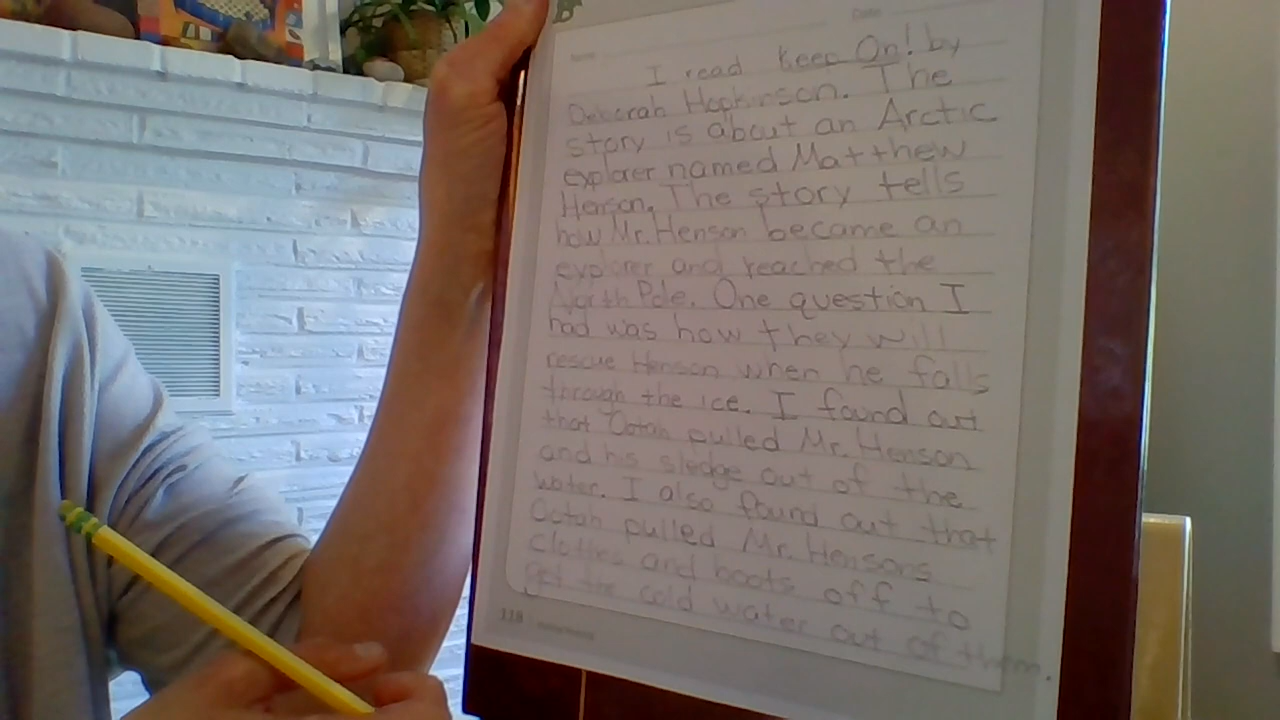 Name
Date
I read Keep On! by
Deborah Hopkinson. The
story is about an Arctic
explorer named Matthew
Henson. The story tells
how Mr. Henson became an
explorer and reached the
North Pole. One question I
had was how they will
rescue Henson when he falls
through the ice. I found out
that Ootah pulled Mr. Henson
and his sledge out of the
water. I also found out that
Ootah pulled Mr. Hensons
clothes and boots off to
get the cold water out of them.
118